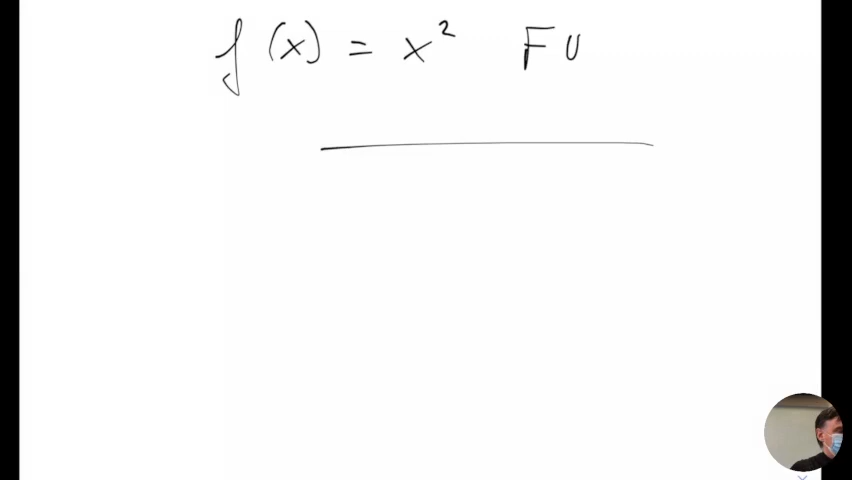 f(x) = x² FU